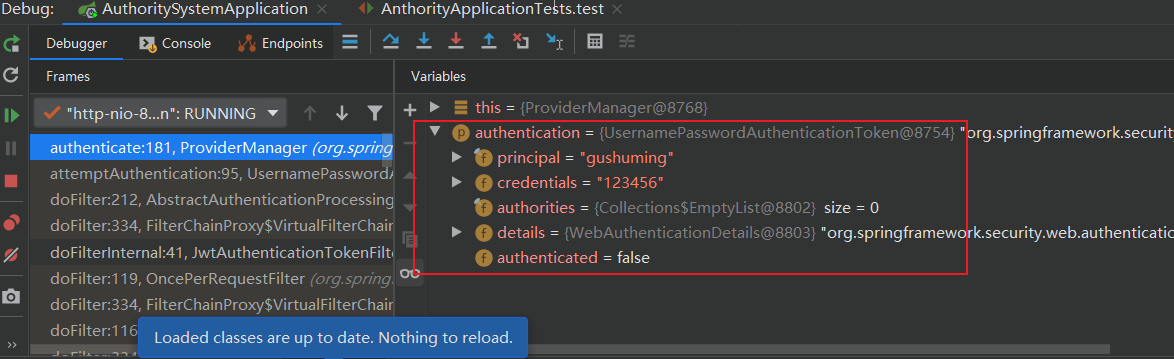 Debug: AuthoritySystemApplication × AnthorityApplicationTests.test ×
Debugger Console Endpoints
Frames Variables
"http-nio-8...n": RUNNING
authenticate:181, ProviderManager (org.spring
attemptAuthentication:95, UsernamePasswordA
doFilter:212, AbstractAuthenticationProcessing
doFilter:334, FilterChainProxy$VirtualFilterChain
doFilterInternal:41, JwtAuthenticationTokenFilt
doFilter:119, OncePerRequestFilter (org.spring
doFilter:334, FilterChainProxy$VirtualFilterChain
doFilter:116
doFilter:334
this = {ProviderManager@8768}
authentication = {UsernamePasswordAuthenticationToken@8754} "org.springframework.security
principal = "gushuming"
credentials = "123456"
authorities = {Collections$EmptyList@8802} size = 0
details = {WebAuthenticationDetails@8803} "org.springframework.security.web.authentication
authenticated = false
Loaded classes are up to date. Nothing to reload.